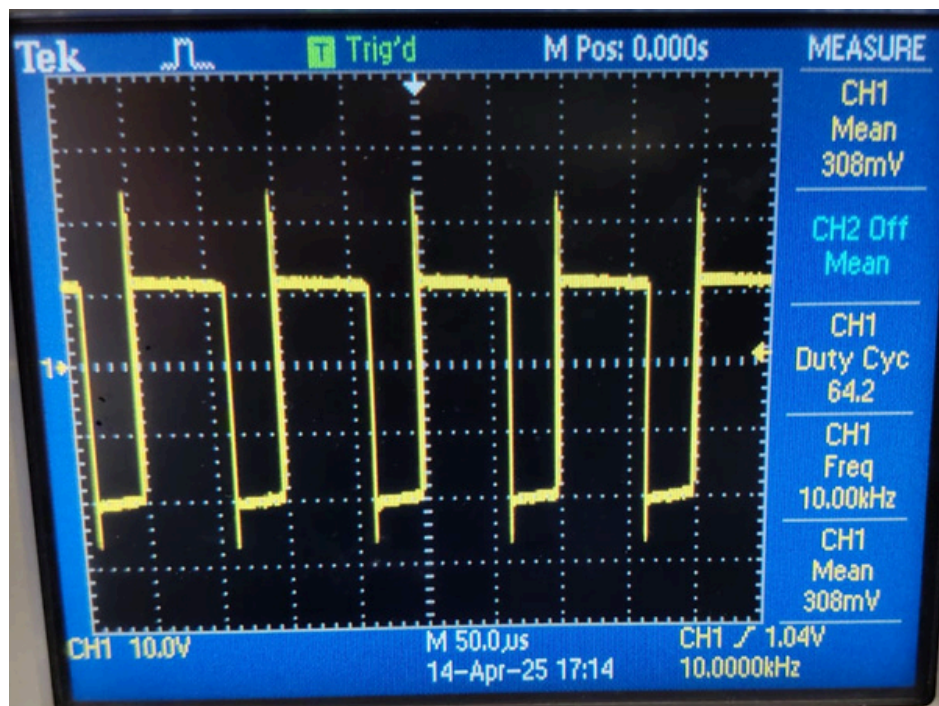 Tek T Trig'd M Pos: 0.000s MEASURE
CH1
Mean
308mV
CH2 Off
Mean
CH1
Duty Cyc
64.2
CH1
Freq
10.00kHz
CH1
Mean
308mV
1
CH1 10.0V M 50.0µs CH1 1.04V
14-Apr-25 17:14 10.0000kHz